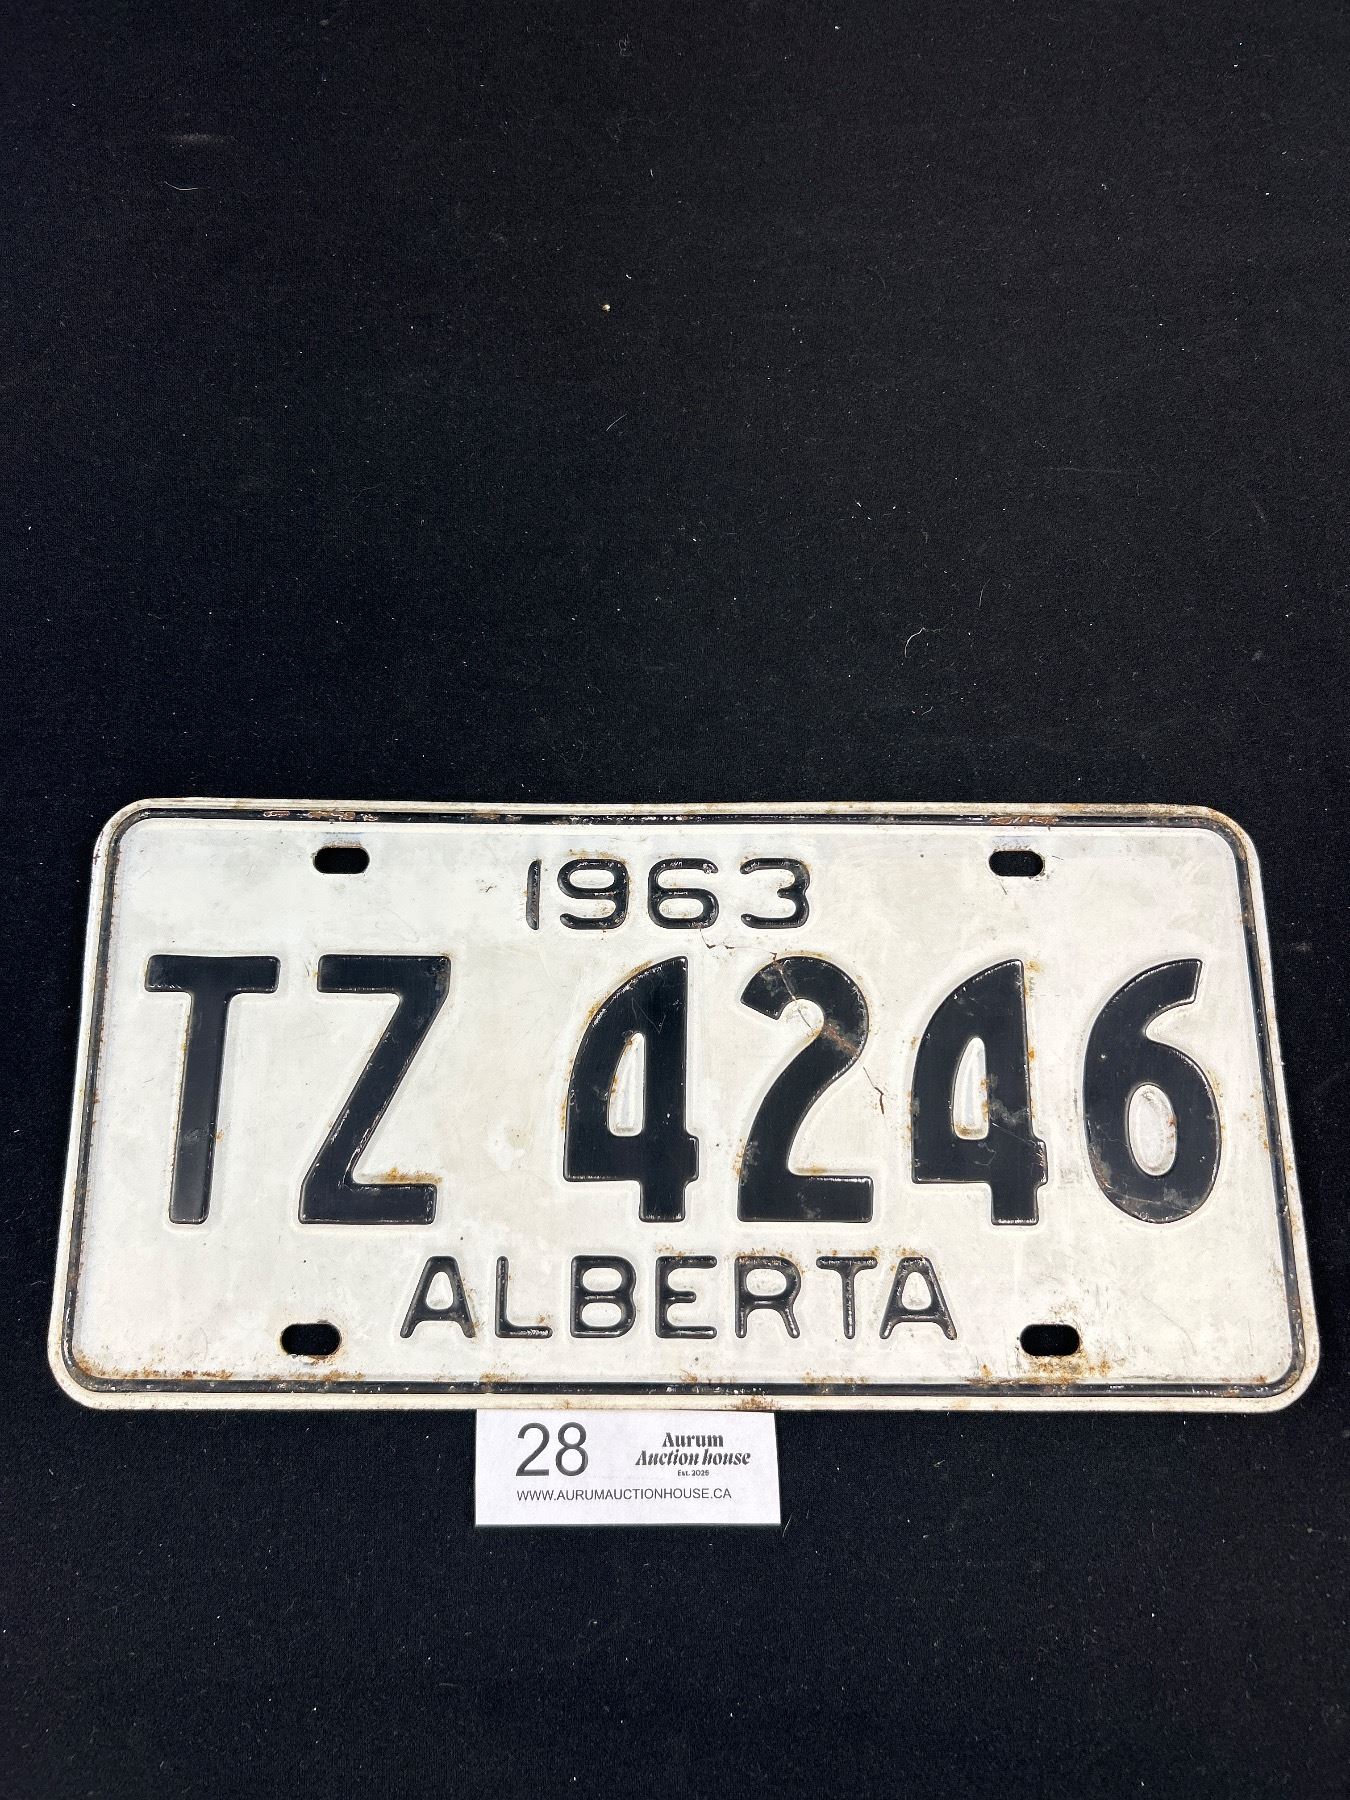 1963
TZ 4246
ALBERTA
28
Aurum
Auction house
Est. 2025
WWW.AURUMAUCTIONHOUSE.CA